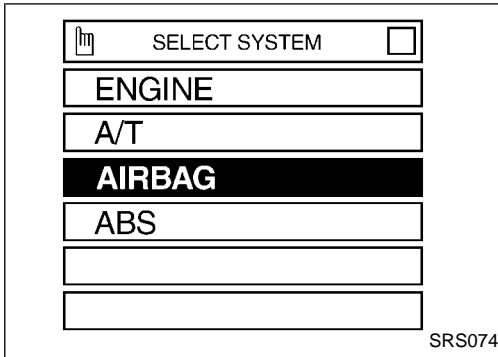 SELECT SYSTEM
ENGINE
A/T
AIRBAG
ABS
SRS074